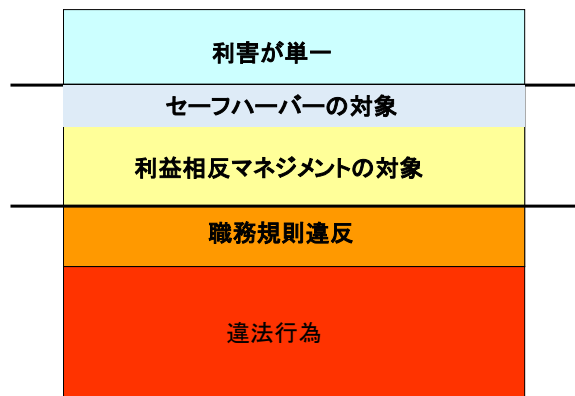 利害が単一
セーフハーバーの対象
利益相反マネジメントの対象
職務規則違反
違法行為